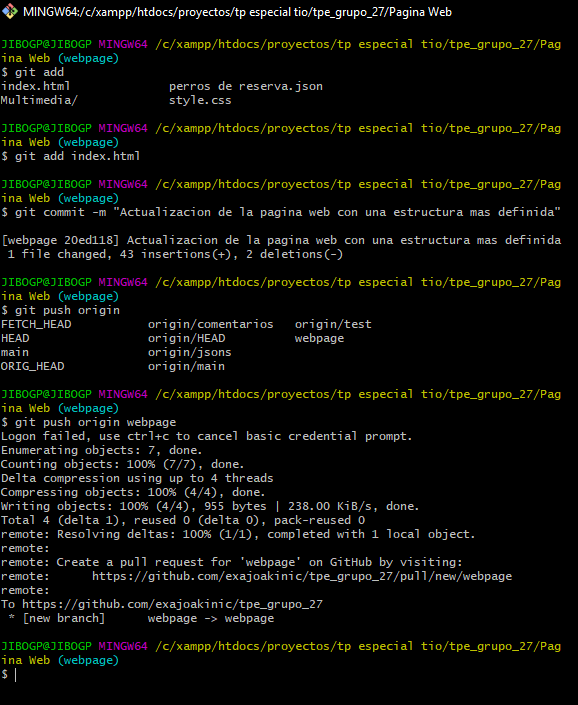 MINGW64:/c/xampp/htdocs/proyectos/tp especial tio/tpe_grupo_27/Pagina Web
JIBOGP@JIBOGP MINGW64 /c/xampp/htdocs/proyectos/tp especial tio/tpe_grupo_27/Pag
ina Web (webpage)
$ git add
index.html              perros de reserva.json
Multimedia/             style.css
JIBOGP@JIBOGP MINGW64 /c/xampp/htdocs/proyectos/tp especial tio/tpe_grupo_27/Pag
ina Web (webpage)
$ git add index.html
JIBOGP@JIBOGP MINGW64 /c/xampp/htdocs/proyectos/tp especial tio/tpe_grupo_27/Pag
ina Web (webpage)
$ git commit -m "Actualizacion de la pagina web con una estructura mas definida"
[webpage 20ed118] Actualizacion de la pagina web con una estructura mas definida
 1 file changed, 43 insertions(+), 2 deletions(-)
JIBOGP@JIBOGP MINGW64 /c/xampp/htdocs/proyectos/tp especial tio/tpe_grupo_27/Pag
ina Web (webpage)
$ git push origin
FETCH_HEAD           origin/comentarios   origin/test
HEAD                 origin/HEAD          webpage
main                 origin/jsons
ORIG_HEAD            origin/main
JIBOGP@JIBOGP MINGW64 /c/xampp/htdocs/proyectos/tp especial tio/tpe_grupo_27/Pag
ina Web (webpage)
$ git push origin webpage
Logon failed, use ctrl+c to cancel basic credential prompt.
Enumerating objects: 7, done.
Counting objects: 100% (7/7), done.
Delta compression using up to 4 threads
Compressing objects: 100% (4/4), done.
Writing objects: 100% (4/4), 955 bytes | 238.00 KiB/s, done.
Total 4 (delta 1), reused 0 (delta 0), pack-reused 0
remote: Resolving deltas: 100% (1/1), completed with 1 local object.
remote:
remote: Create a pull request for 'webpage' on GitHub by visiting:
remote:      https://github.com/exajoakinic/tpe_grupo_27/pull/new/webpage
remote:
To https://github.com/exajoakinic/tpe_grupo_27
 * [new branch]      webpage -> webpage
JIBOGP@JIBOGP MINGW64 /c/xampp/htdocs/proyectos/tp especial tio/tpe_grupo_27/Pag
ina Web (webpage)
$